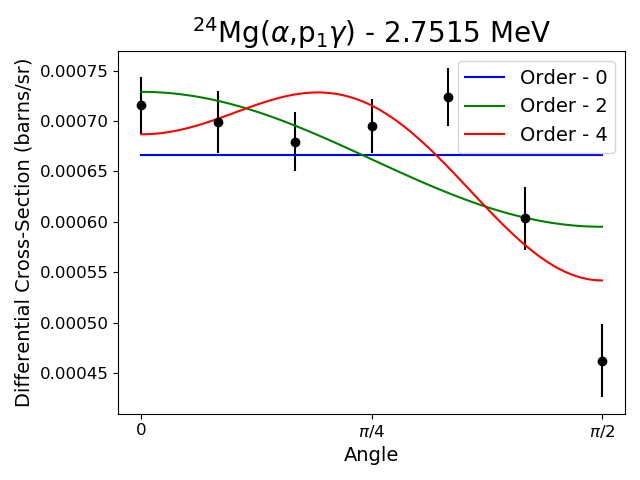 ²⁴Mg(α,p₁γ) - 2.7515 MeV
Order - 0
Order - 2
Order - 4
Differential Cross-Section (barns/sr)
0.00075
0.00070
0.00065
0.00060
0.00055
0.00050
0.00045
0
π/4
π/2
Angle